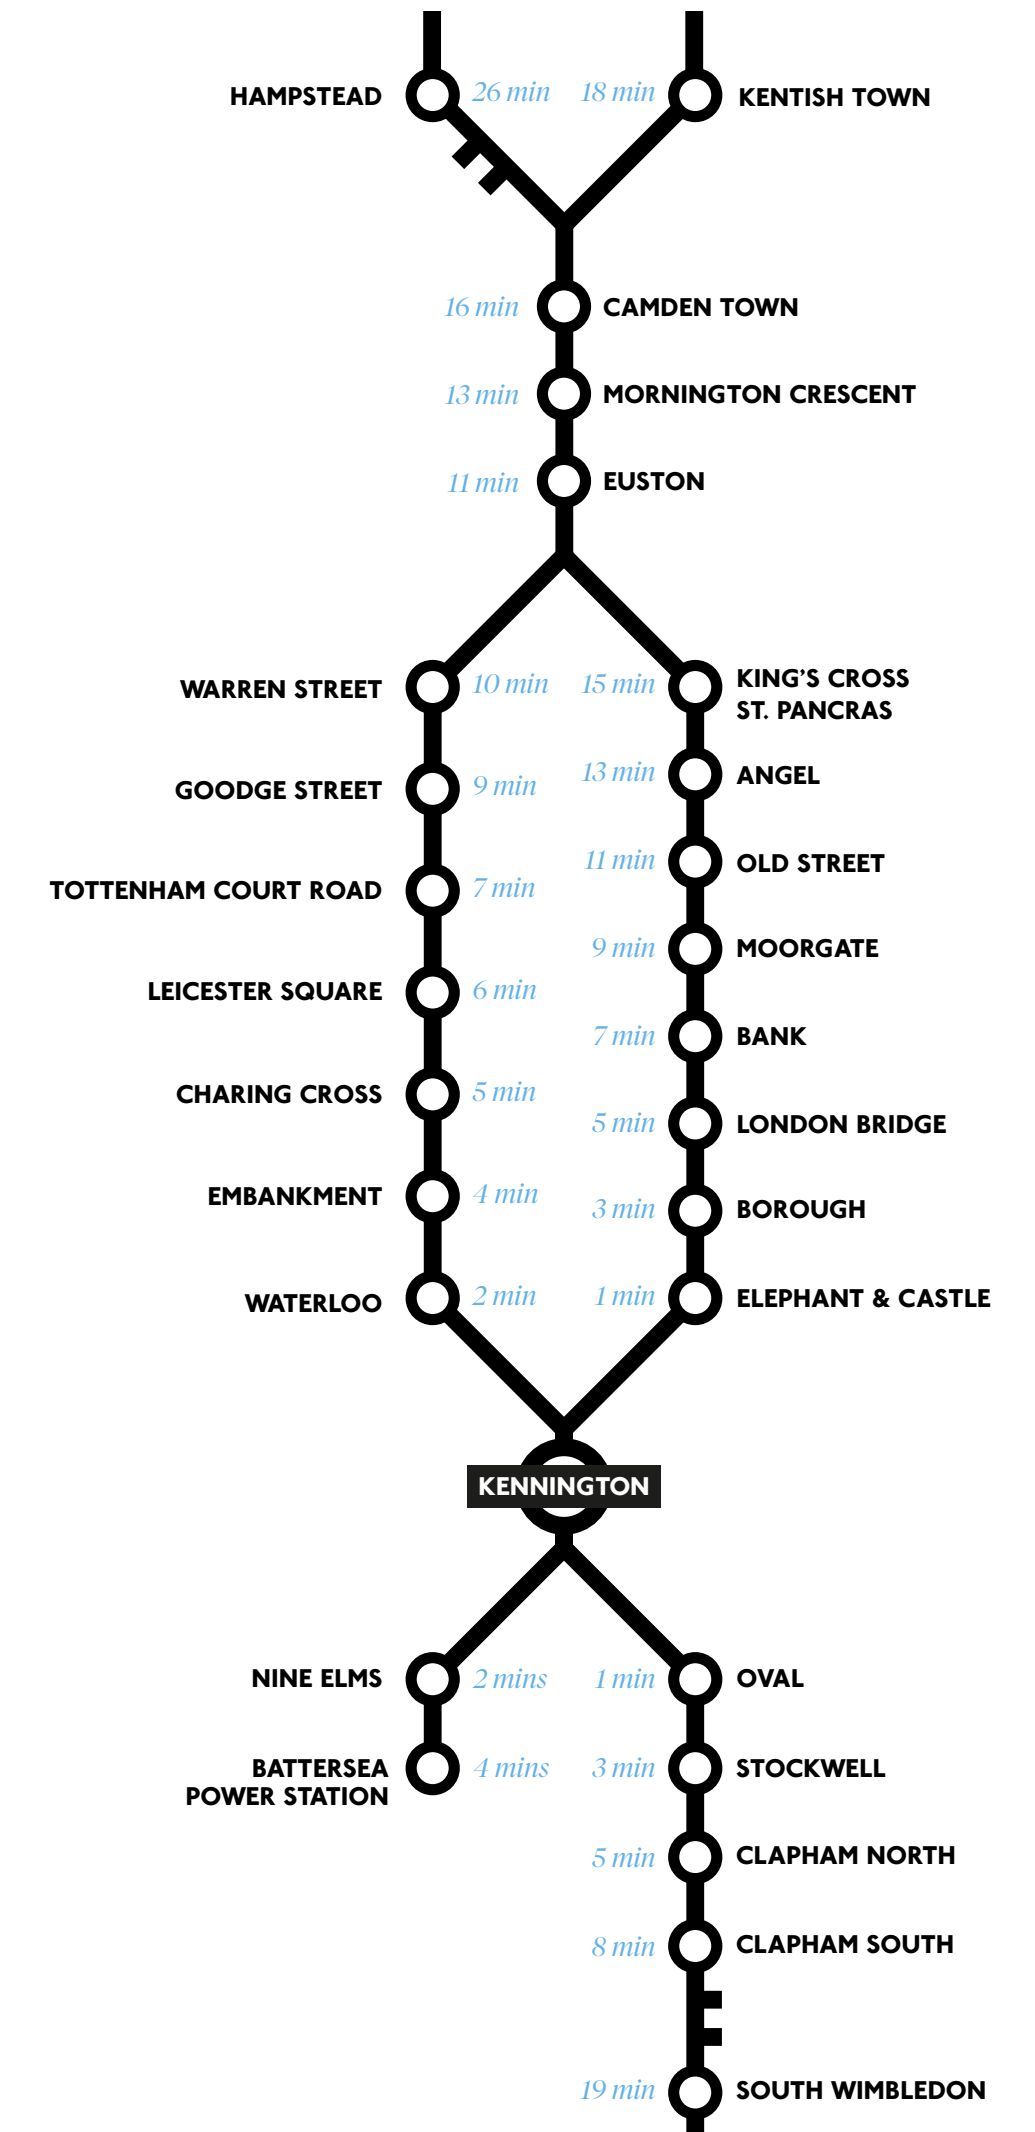 HAMPSTEAD 26 min 18 min KENTISH TOWN
16 min CAMDEN TOWN
13 min MORNINGTON CRESCENT
11 min EUSTON
WARREN STREET 10 min 15 min KING’S CROSS
ST. PANCRAS
13 min ANGEL
GOODGE STREET 9 min
11 min OLD STREET
TOTTENHAM COURT ROAD 7 min
9 min MOORGATE
LEICESTER SQUARE 6 min
7 min BANK
CHARING CROSS 5 min
5 min LONDON BRIDGE
EMBANKMENT 4 min
3 min BOROUGH
WATERLOO 2 min 1 min ELEPHANT & CASTLE
KENNINGTON
NINE ELMS 2 mins 1 min OVAL
BATTERSEA 4 mins 3 min STOCKWELL
POWER STATION
5 min CLAPHAM NORTH
8 min CLAPHAM SOUTH
19 min SOUTH WIMBLEDON